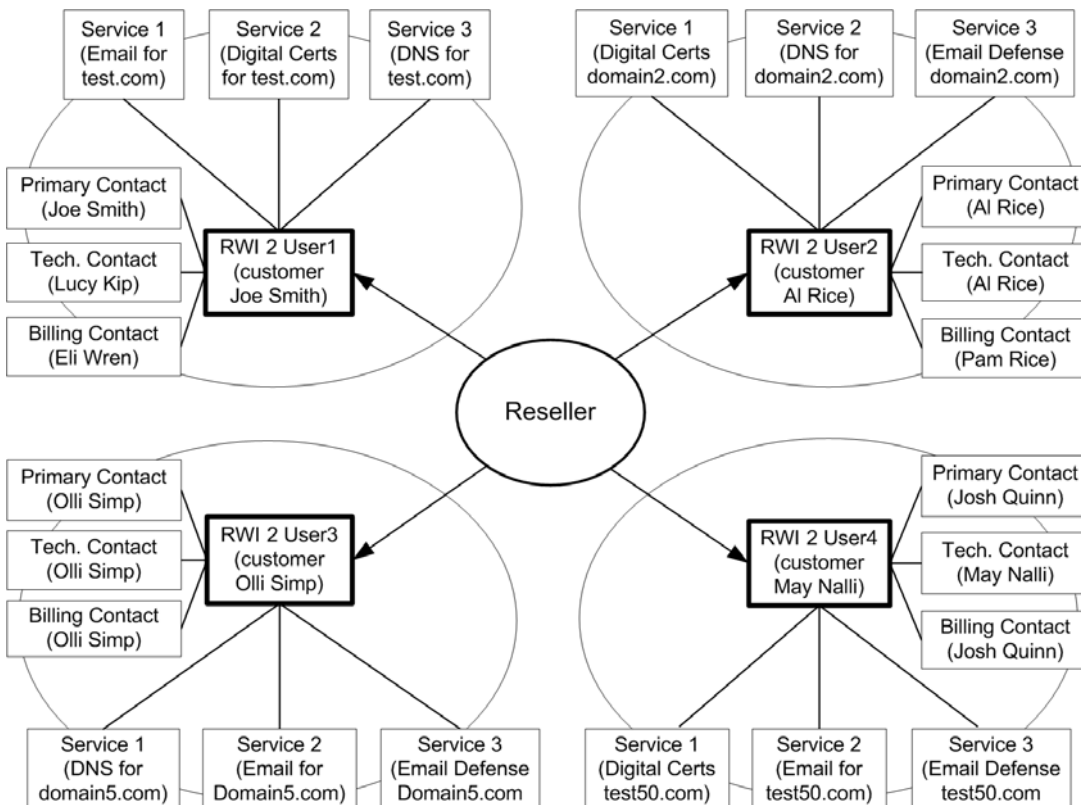 Service 1
(Email for
test.com)
Service 2
(Digital Certs
for test.com)
Service 3
(DNS for
test.com)
Service 1
(Digital Certs
domain2.com)
Service 2
(DNS for
domain2.com)
Service 3
(Email Defense
domain2.com)
Primary Contact
(Joe Smith)
Tech. Contact
(Lucy Kip)
Billing Contact
(Eli Wren)
RWI 2 User1
(customer
Joe Smith)
RWI 2 User2
(customer
Al Rice)
Primary Contact
(Al Rice)
Tech. Contact
(Al Rice)
Billing Contact
(Pam Rice)
Reseller
Primary Contact
(Olli Simp)
Tech. Contact
(Olli Simp)
Billing Contact
(Olli Simp)
RWI 2 User3
(customer
Olli Simp)
RWI 2 User4
(customer
May Nalli)
Primary Contact
(Josh Quinn)
Tech. Contact
(May Nalli)
Billing Contact
(Josh Quinn)
Service 1
(DNS for
domain5.com)
Service 2
(Email for
Domain5.com)
Service 3
(Email Defense
Domain5.com
Service 1
(Digital Certs
test50.com)
Service 2
(Email for
test50.com)
Service 3
(Email Defense
test50.com